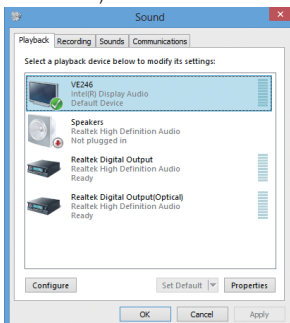 Sound
Playback Recording Sounds Communications
Select a playback device below to modify its settings:
VE246
Intel(R) Display Audio
Default Device
Speakers
Realtek High Definition Audio
Not plugged in
Realtek Digital Output
Realtek High Definition Audio
Ready
Realtek Digital Output(Optical)
Realtek High Definition Audio
Ready
Configure Set Default Properties
OK Cancel Apply